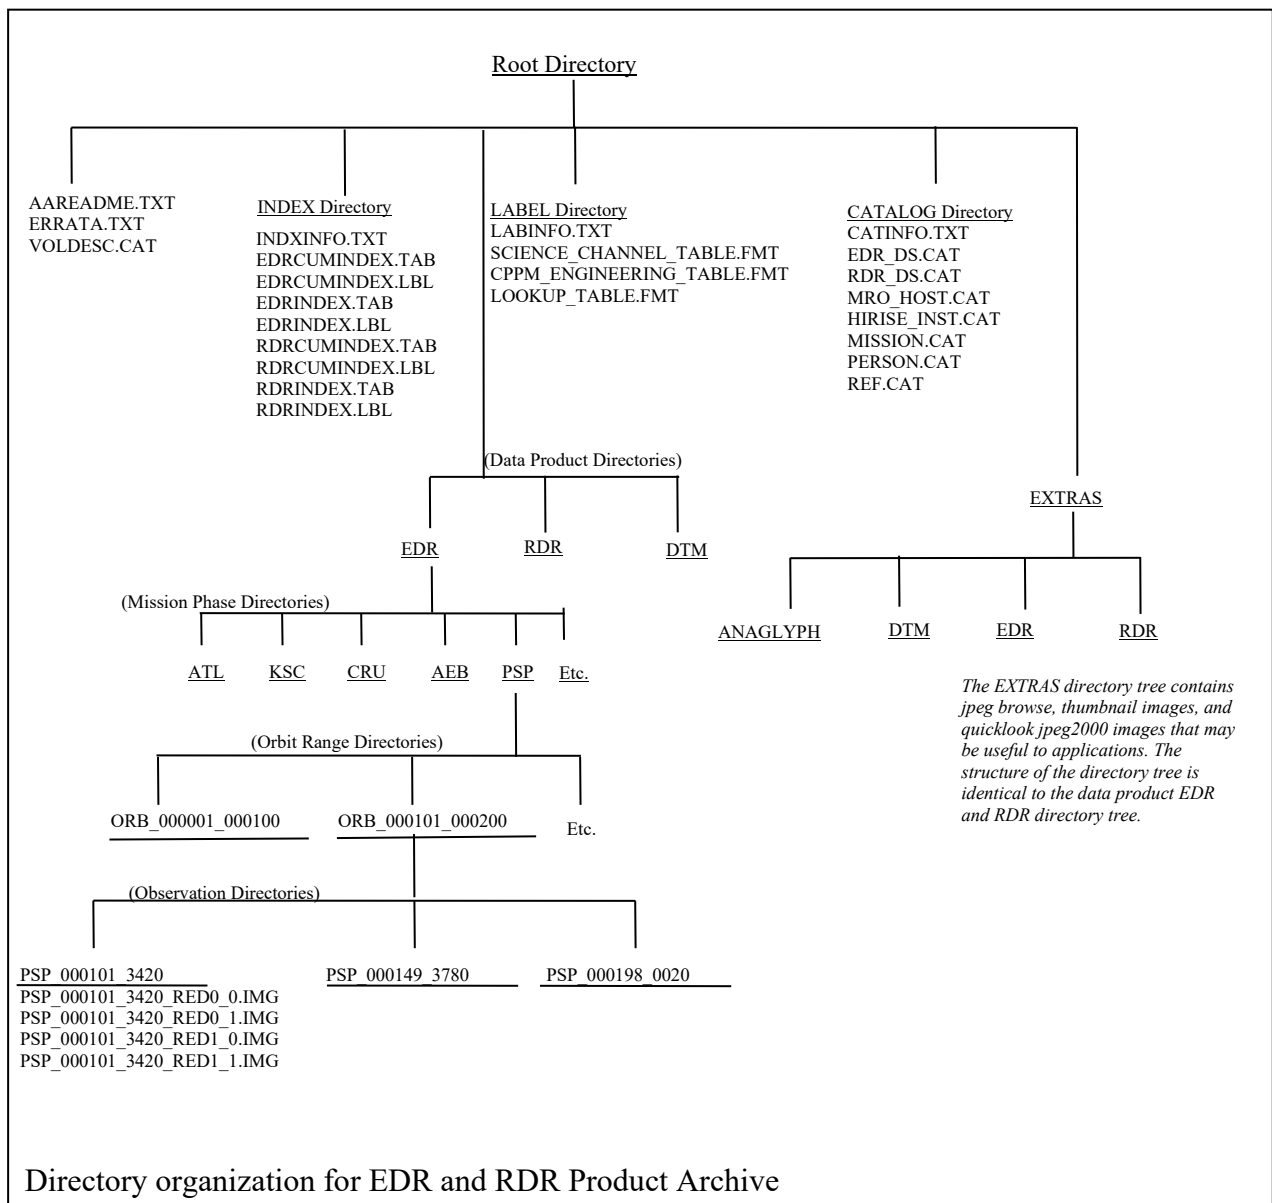 Root Directory
AAREADME.TXT
ERRATA.TXT
VOLDESC.CAT
INDEX Directory
INDXINFO.TXT
EDRCUMINDEX.TAB
EDRCUMINDEX.LBL
EDRINDEX.TAB
EDRINDEX.LBL
RDRCUMINDEX.TAB
RDRCUMINDEX.LBL
RDRINDEX.TAB
RDRINDEX.LBL
LABEL Directory
LABINFO.TXT
SCIENCE_CHANNEL_TABLE.FMT
CPPM_ENGINEERING_TABLE.FMT
LOOKUP_TABLE.FMT
CATALOG Directory
CATINFO.TXT
EDR_DS.CAT
RDR_DS.CAT
MRO_HOST.CAT
HIRISE_INST.CAT
MISSION.CAT
PERSON.CAT
REF.CAT
(Data Product Directories)
EDR
RDR
DTM
EXTRAS
ANAGLYPH
DTM
EDR
RDR
The EXTRAS directory tree contains
jpeg browse, thumbnail images, and
quicklook jpeg2000 images that may
be useful to applications. The
structure of the directory tree is
identical to the data product EDR
and RDR directory tree.
(Mission Phase Directories)
ATL
KSC
CRU
AEB
PSP
Etc.
(Orbit Range Directories)
ORB_000001_000100
ORB_000101_000200
Etc.
(Observation Directories)
PSP_000101_3420
PSP_000101_3420_RED0_0.IMG
PSP_000101_3420_RED0_1.IMG
PSP_000101_3420_RED1_0.IMG
PSP_000101_3420_RED1_1.IMG
PSP_000149_3780
PSP_000198_0020
Directory organization for EDR and RDR Product Archive